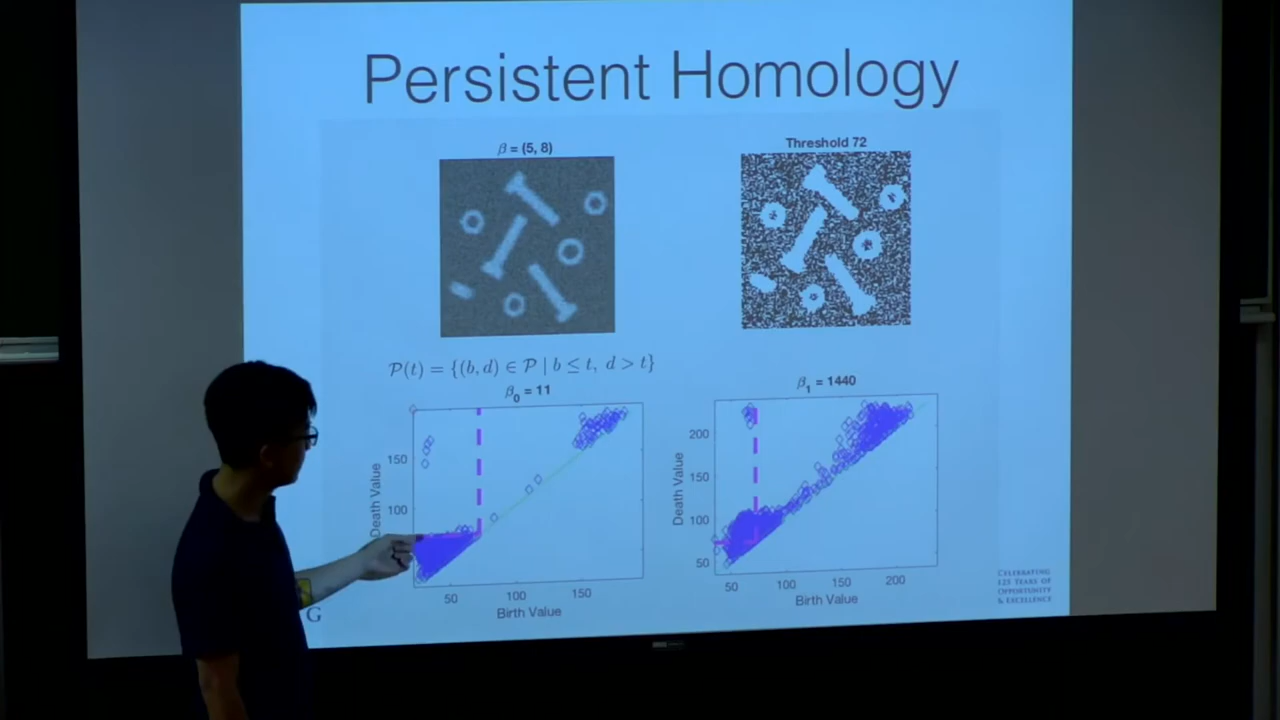 Persistent Homology
β = (5, 8)
Threshold 72
P(t) = {(b, d) ∈ P | b ≤ t, d > t}
β₀ = 11
β₁ = 1440
Death Value
150
100
50
100
150
Birth Value
Death Value
200
150
100
50
50
100
150
200
Birth Value
G
CELEBRATING
125 YEARS OF
OPPORTUNITY
& EXCELLENCE